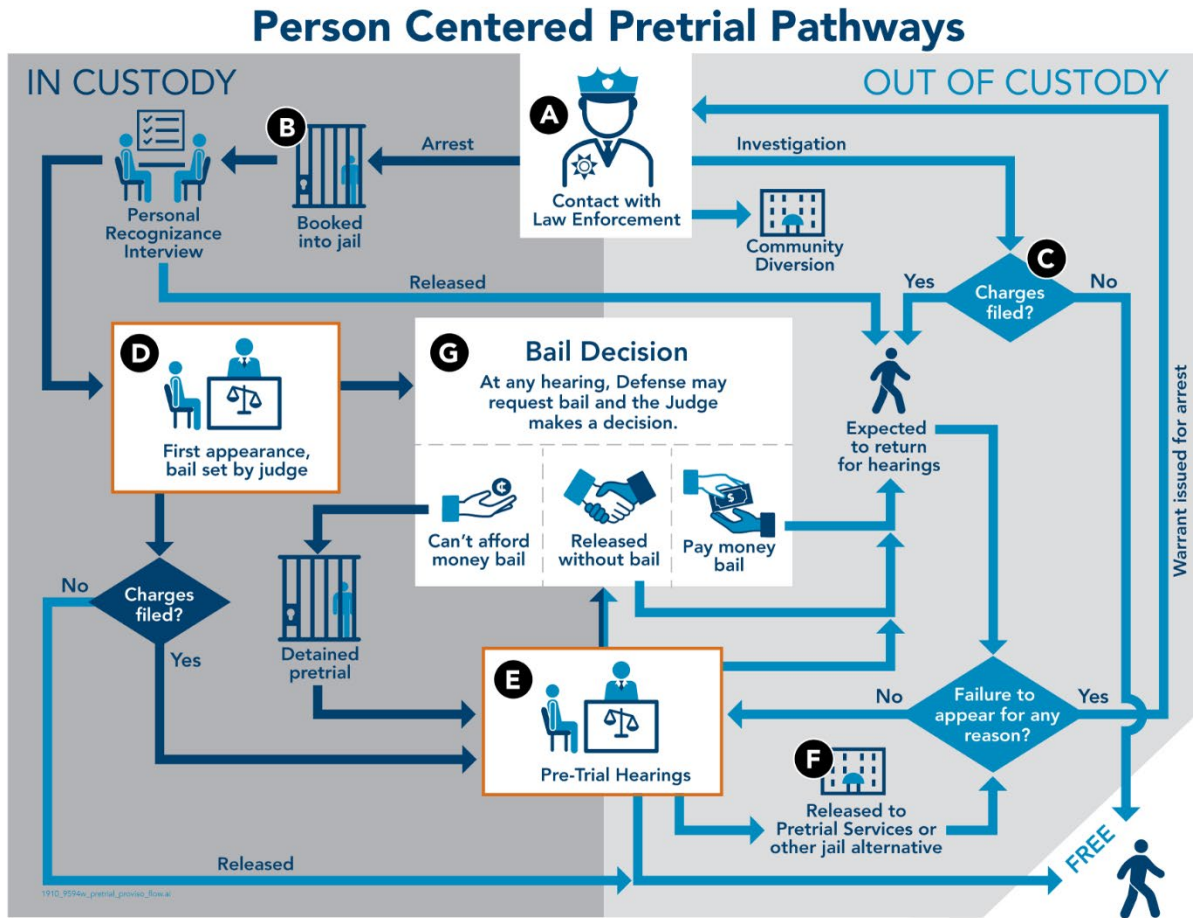 Person Centered Pretrial Pathways
IN CUSTODY
OUT OF CUSTODY
A
B
Arrest
Investigation
Contact with
Law Enforcement
Personal
Recognizance
Interview
Booked
into jail
Community
Diversion
C
Yes
Charges
filed?
No
Released
D
First appearance,
bail set by judge
G
Bail Decision
At any hearing, Defense may
request bail and the Judge
makes a decision.
Can't afford
money bail
Released
without bail
$
Pay money
bail
Expected
to return
for hearings
Warrant issued for arrest
No
Charges
filed?
Yes
Detained
pretrial
E
Pre-Trial Hearings
No
Failure to
appear for any
reason?
Yes
F
Released to
Pretrial Services or
other jail alternative
Released
FREE
1910_9594w_pretrial_proviso_flow.ai